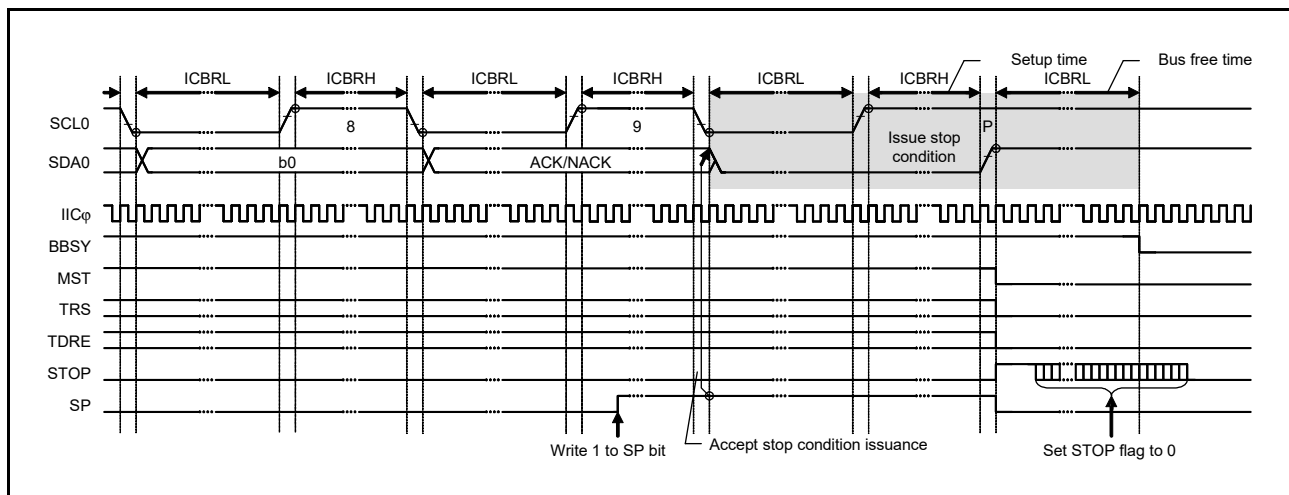 Setup time
Bus free time
ICBRL
ICBRH
ICBRL
ICBRH
ICBRL
ICBRH
ICBRL
SCL0
8
9
Issue stop
condition
P
SDA0
b0
ACK/NACK
IICφ
BBSY
MST
TRS
TDRE
STOP
SP
Write 1 to SP bit
Accept stop condition issuance
Set STOP flag to 0